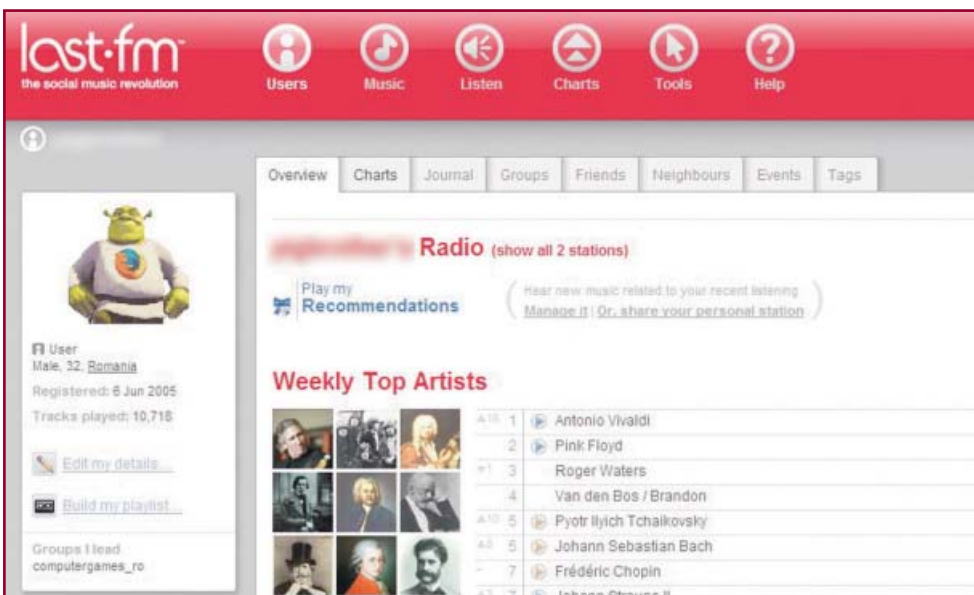 last·fm
the social music revolution
Users Music Listen Charts Tools Help
Overview Charts Journal Groups Friends Neighbours Events Tags
Radio (show all 2 stations)
Play my
Recommendations
Hear new music related to your recent listening
Manage it | Or, share your personal station
User
Male, 32, Romania
Registered: 6 Jun 2005
Tracks played: 10,718
Edit my details...
Build my playlist...
Groups I lead
computergames_ro
Weekly Top Artists
1 Antonio Vivaldi
2 Pink Floyd
3 Roger Waters
4 Van den Bos / Brandon
5 Pyotr Ilyich Tchaikovsky
5 Johann Sebastian Bach
7 Frédéric Chopin
7 Johann Strauss II